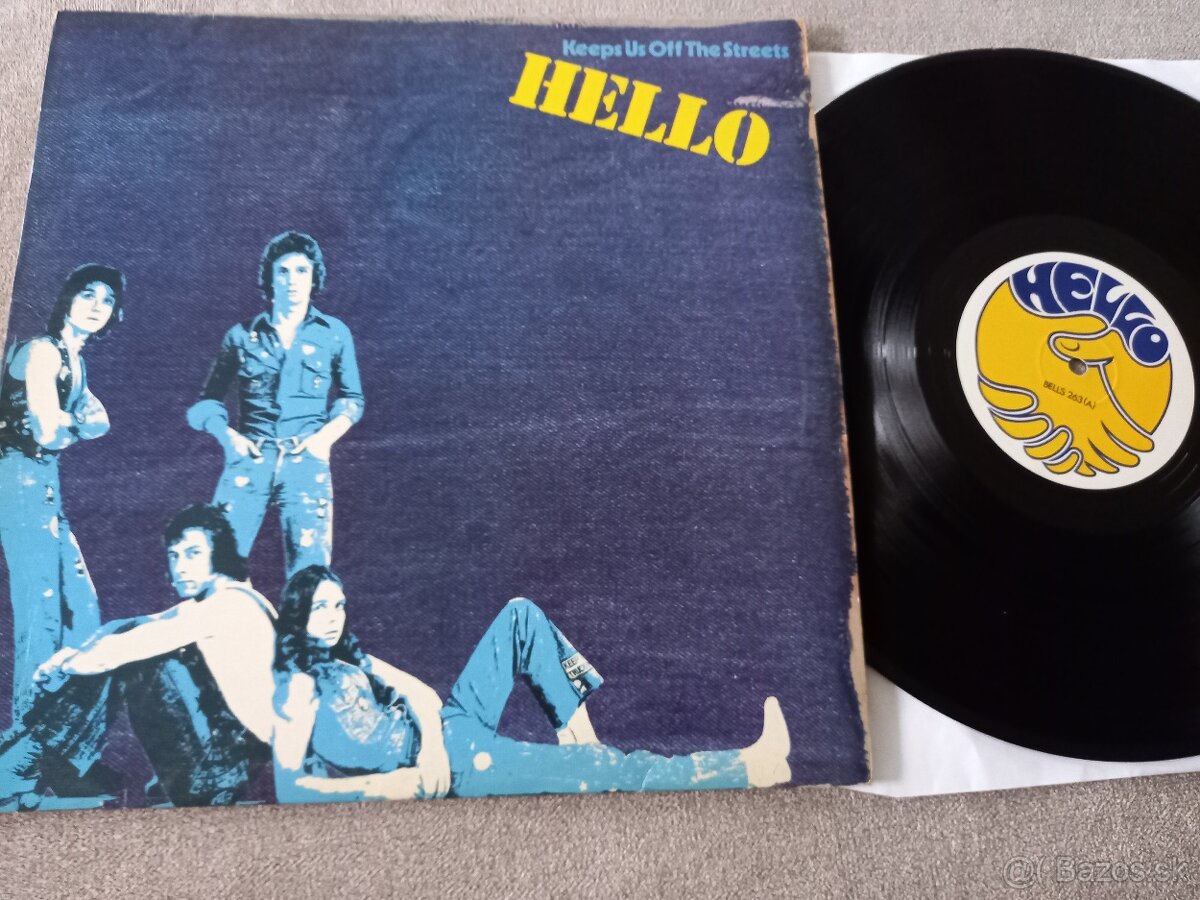 Keeps Us Off The Streets
HELLO
HELLO
BELLS 263 (A)
@( Bazos.sk